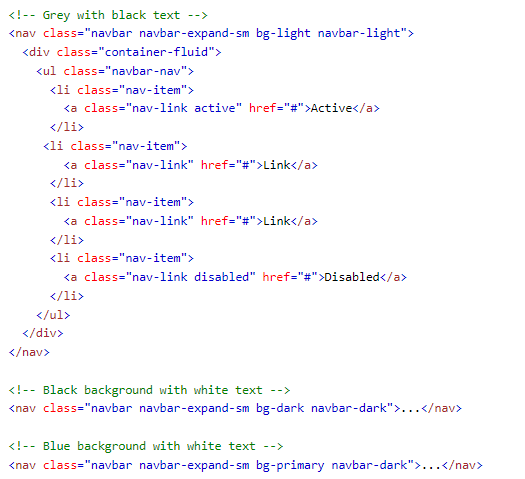 <!-- Grey with black text -->
<nav class="navbar navbar-expand-sm bg-light navbar-light">
  <div class="container-fluid">
    <ul class="navbar-nav">
      <li class="nav-item">
        <a class="nav-link active" href="#">Active</a>
      </li>
     <li class="nav-item">
        <a class="nav-link" href="#">Link</a>
      </li>
      <li class="nav-item">
        <a class="nav-link" href="#">Link</a>
      </li>
      <li class="nav-item">
        <a class="nav-link disabled" href="#">Disabled</a>
      </li>
    </ul>
  </div>
</nav>

<!-- Black background with white text -->
<nav class="navbar navbar-expand-sm bg-dark navbar-dark">...</nav>

<!-- Blue background with white text -->
<nav class="navbar navbar-expand-sm bg-primary navbar-dark">...</nav>